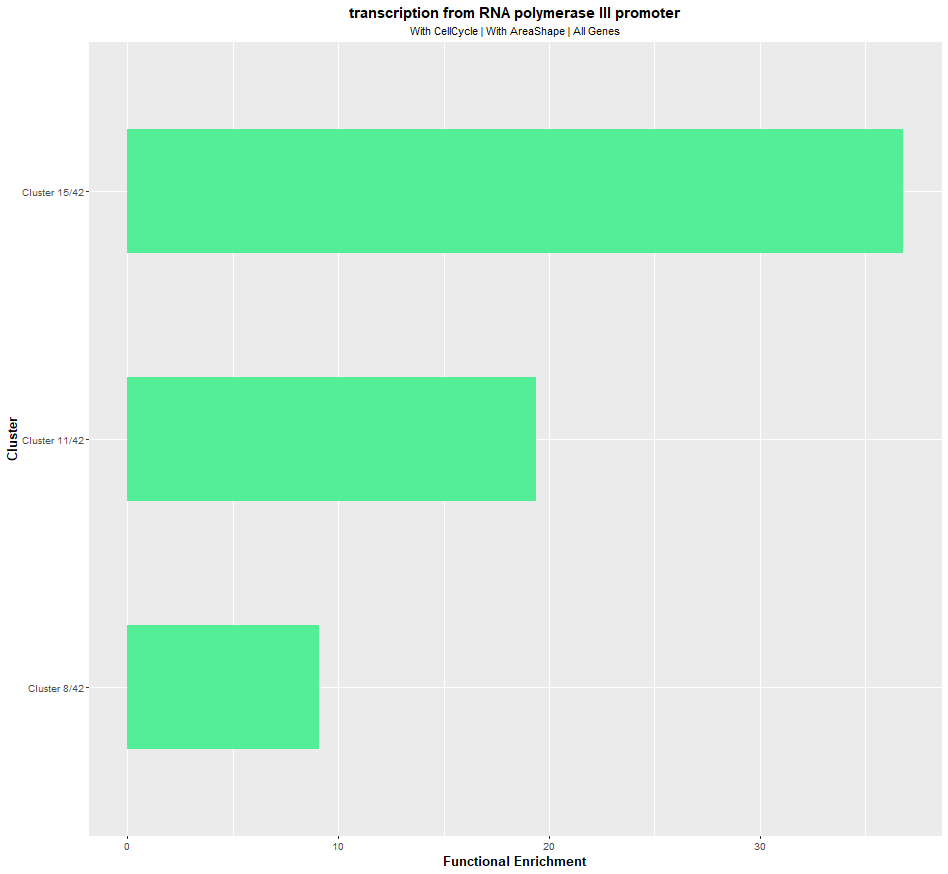 transcription from RNA polymerase III promoter
With CellCycle | With AreaShape | All Genes
Cluster 15/42
Cluster 11/42
Cluster 8/42
Cluster
0 10 20 30
Functional Enrichment